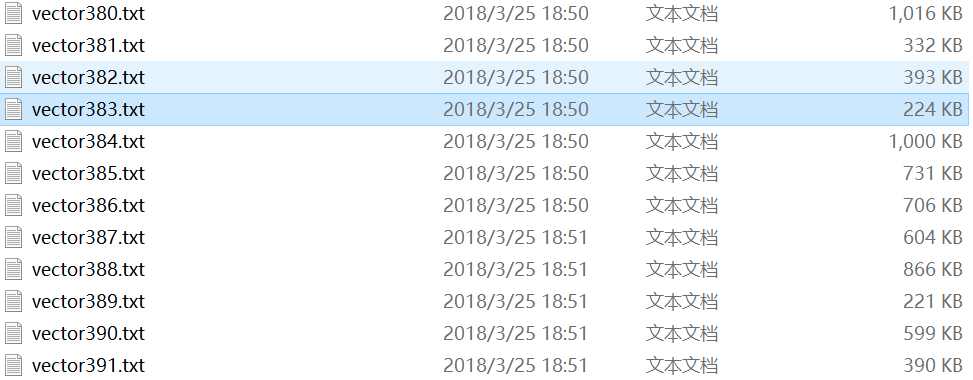 vector380.txt 2018/3/25 18:50 文本文档 1,016 KB
vector381.txt 2018/3/25 18:50 文本文档 332 KB
vector382.txt 2018/3/25 18:50 文本文档 393 KB
vector383.txt 2018/3/25 18:50 文本文档 224 KB
vector384.txt 2018/3/25 18:50 文本文档 1,000 KB
vector385.txt 2018/3/25 18:50 文本文档 731 KB
vector386.txt 2018/3/25 18:50 文本文档 706 KB
vector387.txt 2018/3/25 18:51 文本文档 604 KB
vector388.txt 2018/3/25 18:51 文本文档 866 KB
vector389.txt 2018/3/25 18:51 文本文档 221 KB
vector390.txt 2018/3/25 18:51 文本文档 599 KB
vector391.txt 2018/3/25 18:51 文本文档 390 KB